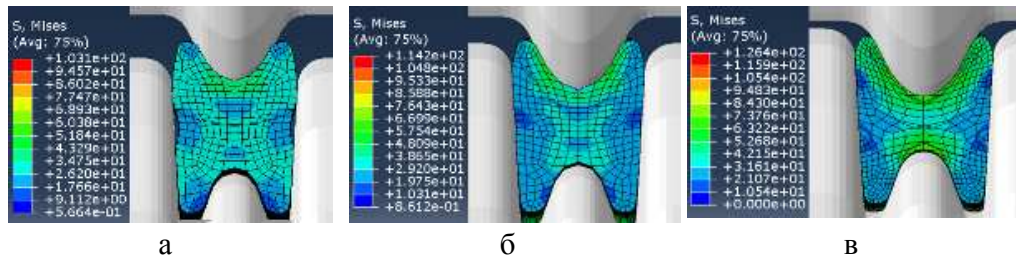 S, Mises
(Avg: 75%)
+1.031e+02
+9.457e+01
+8.602e+01
+7.747e+01
+6.893e+01
+6.038e+01
+5.184e+01
+4.329e+01
+3.475e+01
+2.620e+01
+1.766e+01
+9.112e+00
+5.664e-01
S, Mises
(Avg: 75%)
+1.142e+02
+1.048e+02
+9.533e+01
+8.588e+01
+7.643e+01
+6.699e+01
+5.754e+01
+4.809e+01
+3.865e+01
+2.920e+01
+1.975e+01
+1.031e+01
+8.612e-01
S, Mises
(Avg: 75%)
+1.264e+02
+1.159e+02
+1.054e+02
+9.483e+01
+8.430e+01
+7.376e+01
+6.322e+01
+5.268e+01
+4.215e+01
+3.161e+01
+2.107e+01
+1.054e+01
+0.000e+00
а
б
в